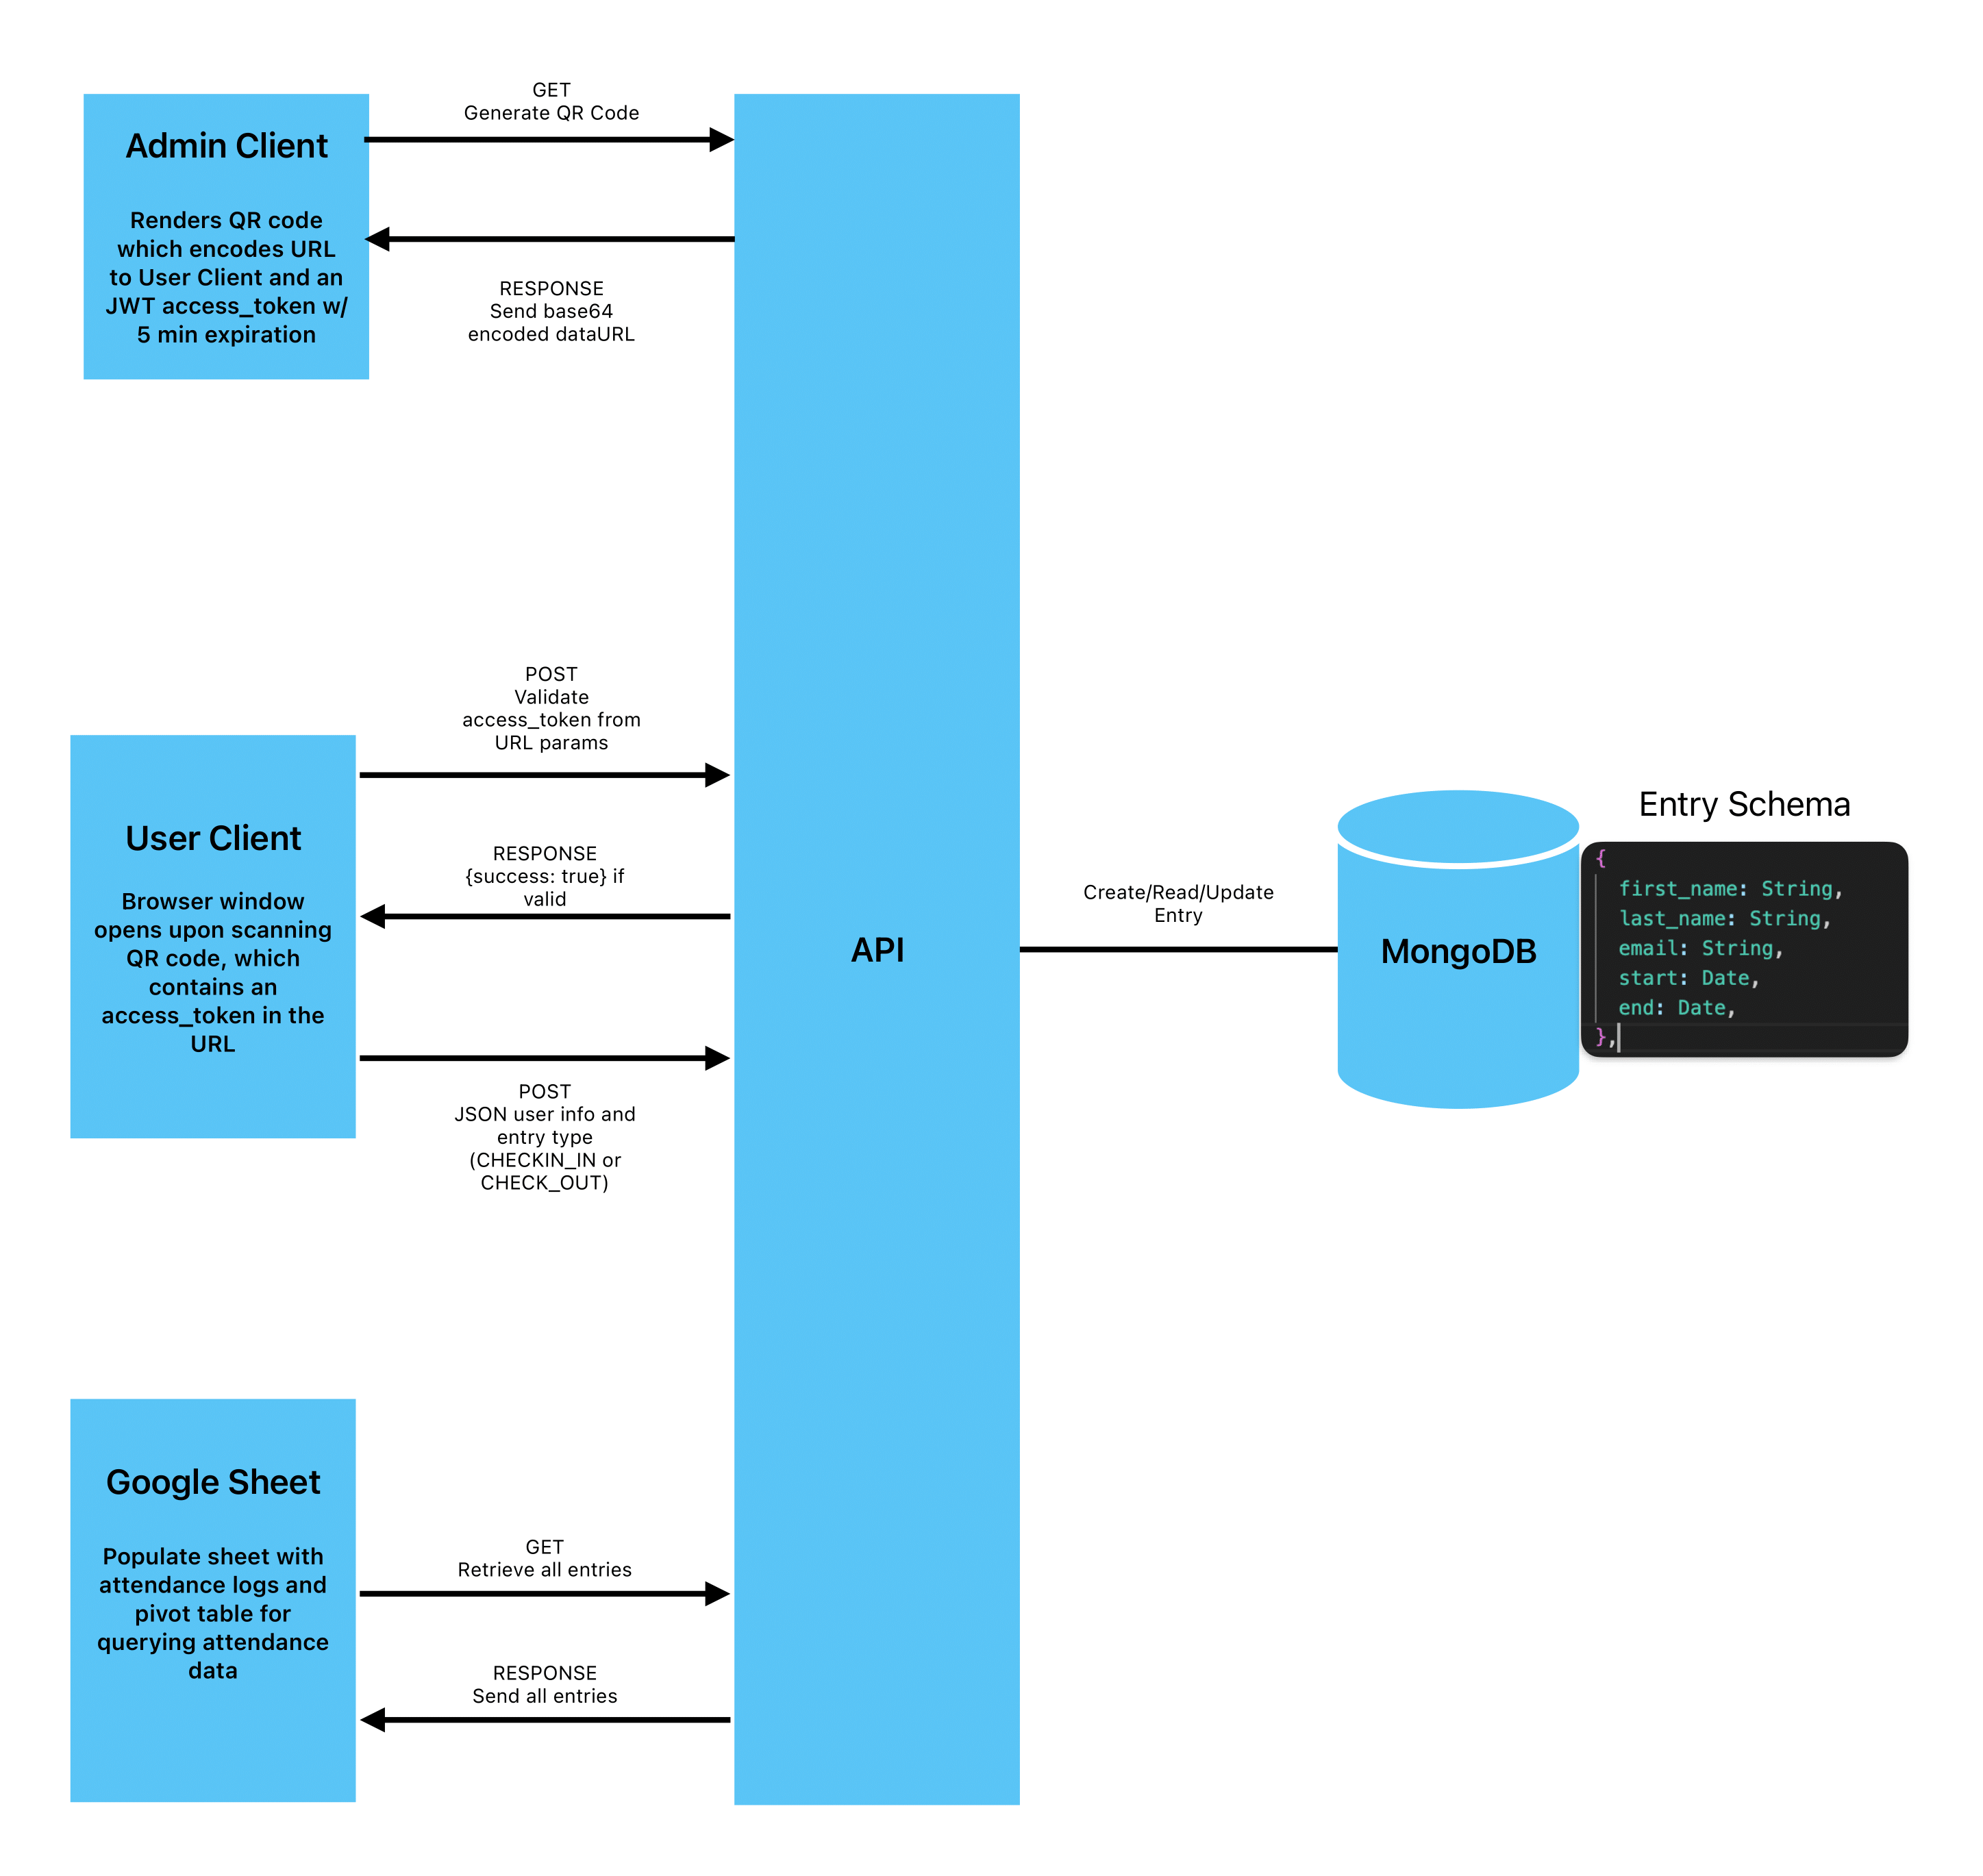 GET
Generate QR Code
Admin Client
Renders QR code
which encodes URL
to User Client and an
JWT access_token w/
5 min expiration
RESPONSE
Send base64
encoded dataURL
POST
Validate
access_token from
URL params
User Client
Browser window
opens upon scanning
QR code, which
contains an
access_token in the
URL
RESPONSE
{success: true} if
valid
POST
JSON user info and
entry type
(CHECKIN_IN or
CHECK_OUT)
API
Create/Read/Update
Entry
MongoDB
Entry Schema
{
first_name: String,
last_name: String,
email: String,
start: Date,
end: Date,
},
Google Sheet
Populate sheet with
attendance logs and
pivot table for
querying attendance
data
GET
Retrieve all entries
RESPONSE
Send all entries